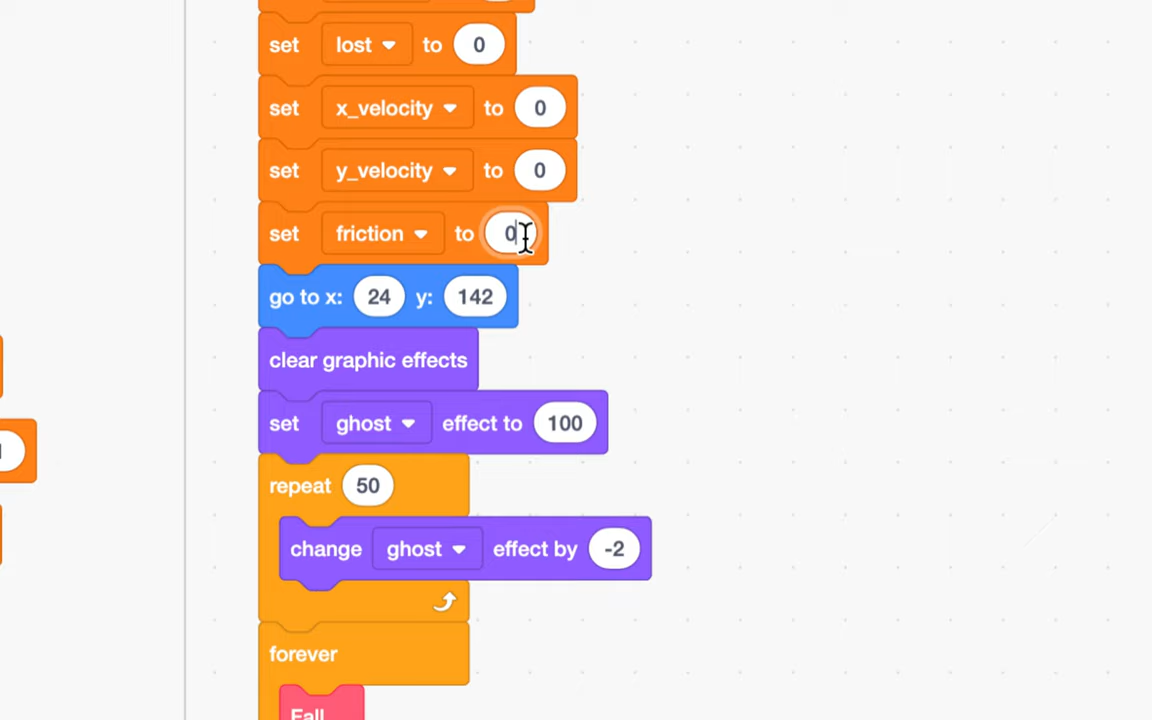 set lost to 0
set x_velocity to 0
set y_velocity to 0
set friction to 0
go to x: 24 y: 142
clear graphic effects
set ghost effect to 100
repeat 50
change ghost effect by -2
forever
Fall